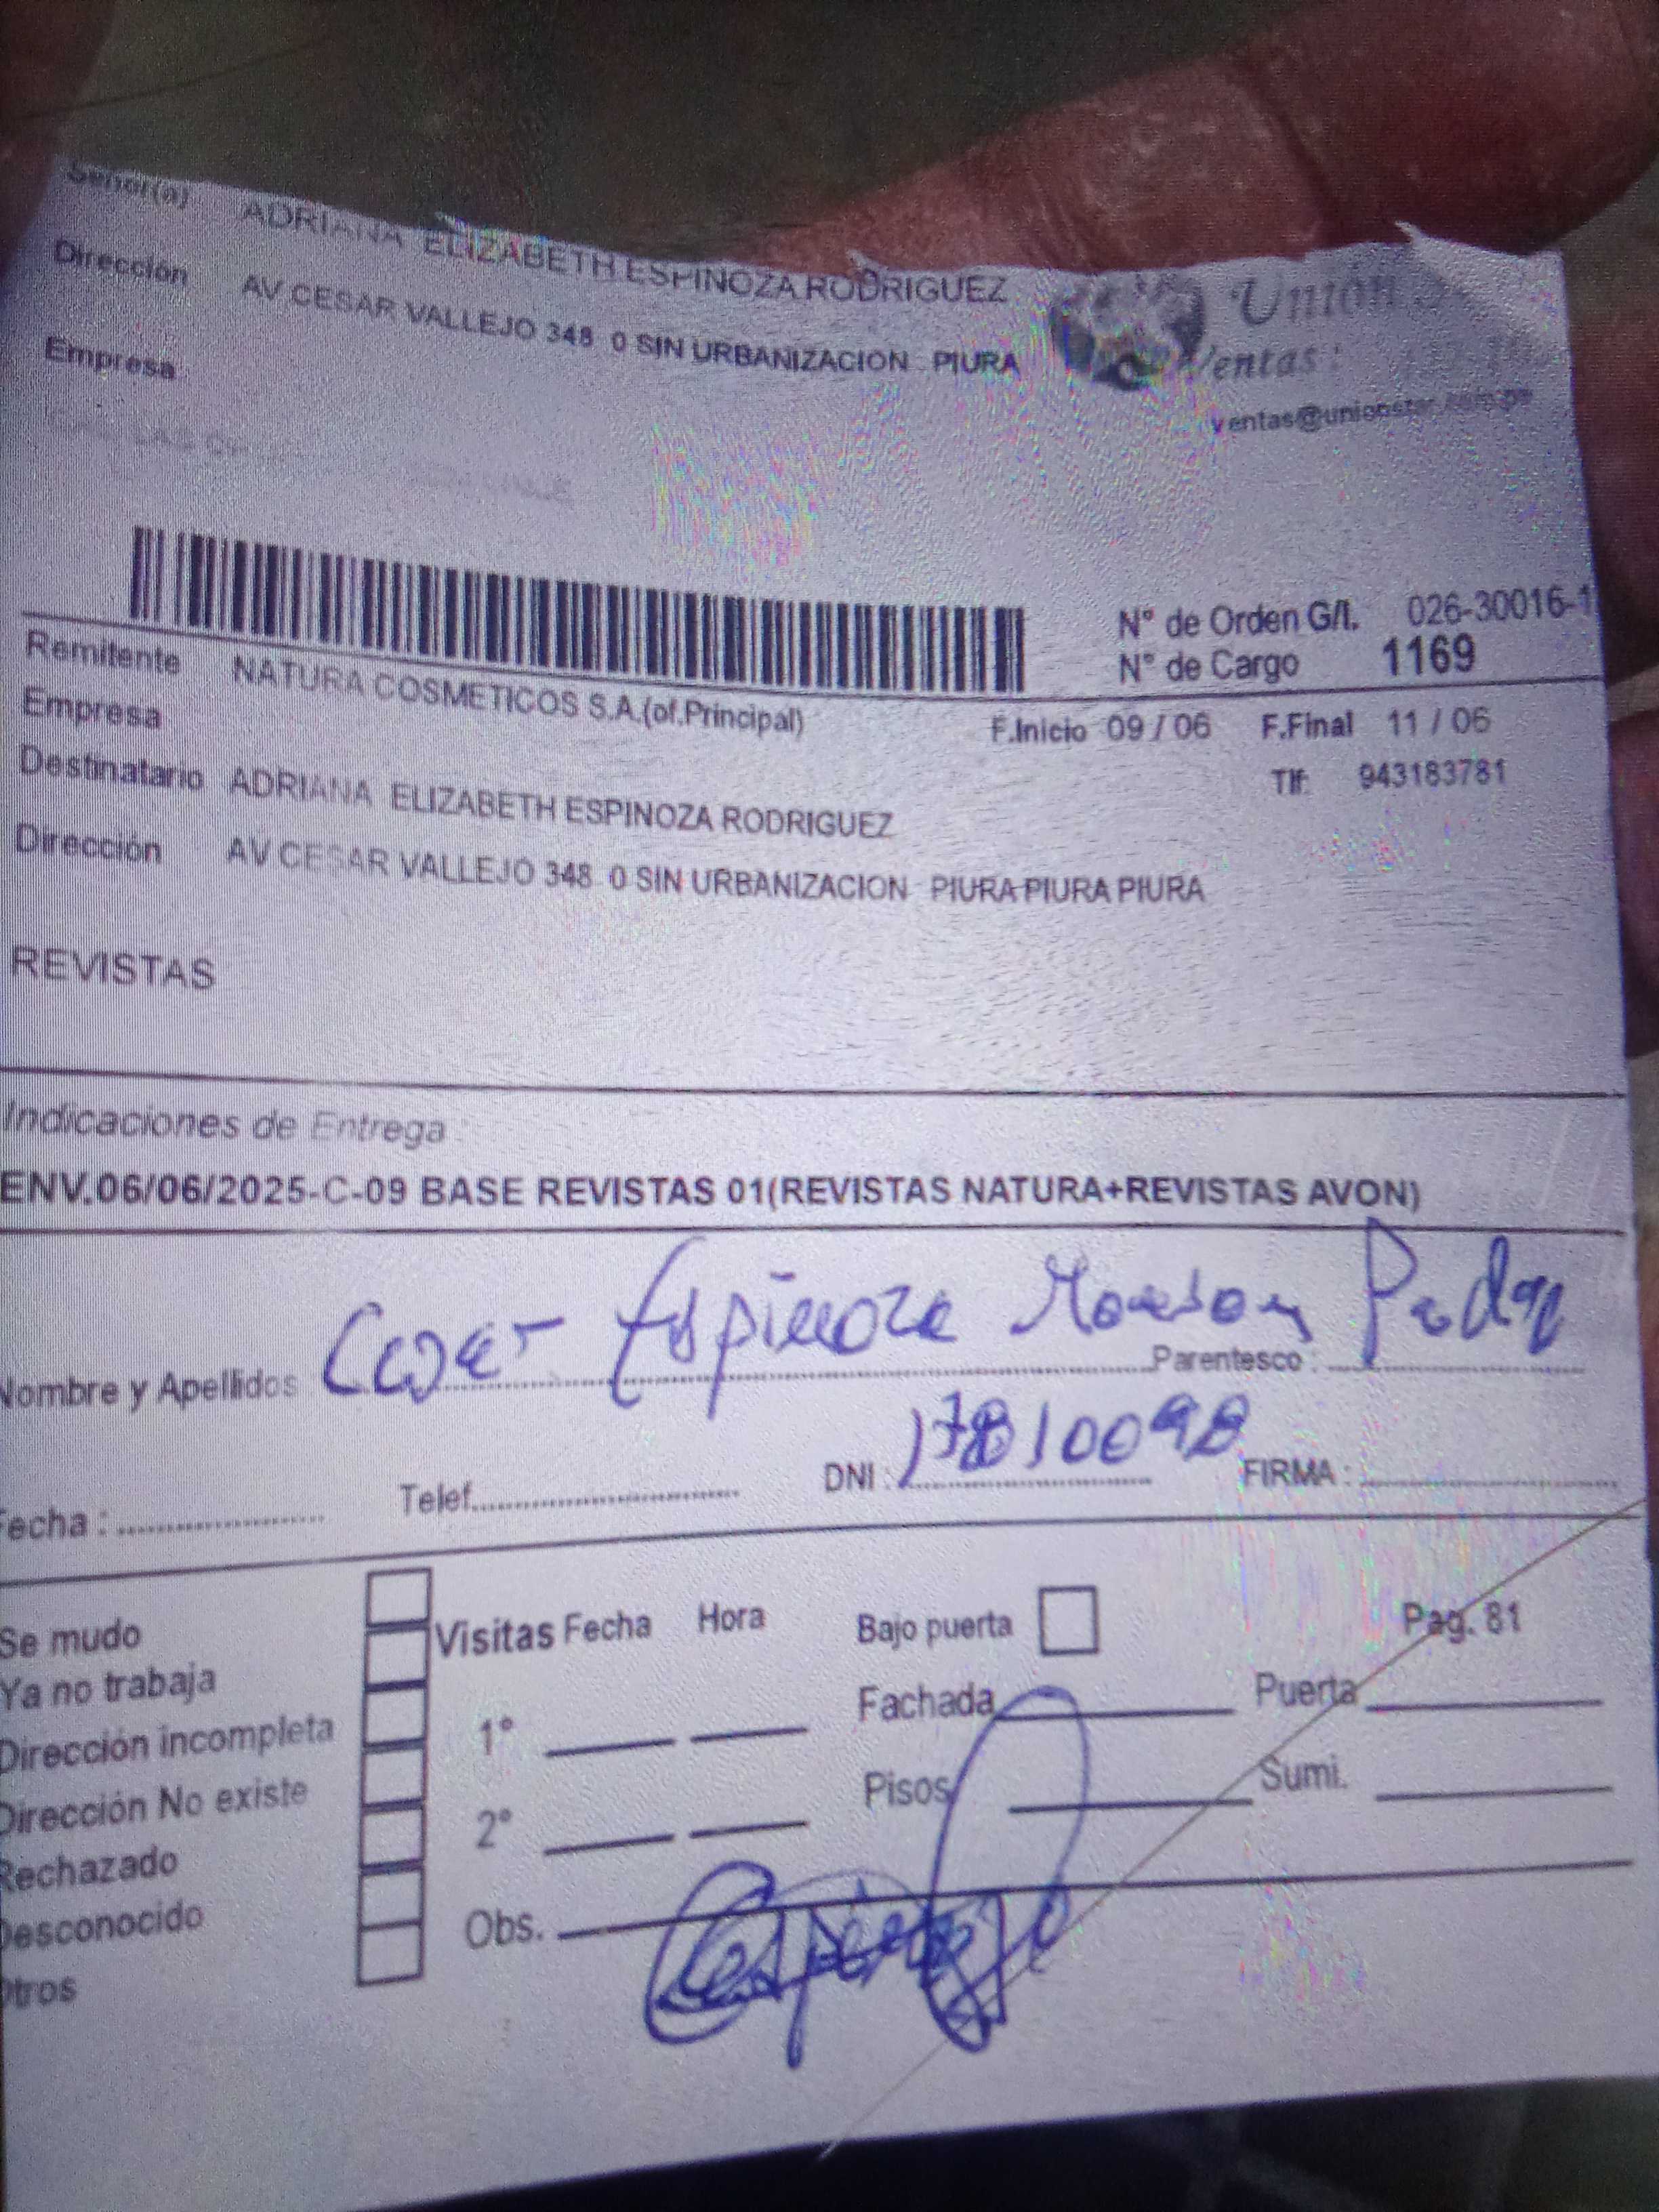 Señor(a) ADRIANA ELIZABETH ESPINOZA RODRIGUEZ
Dirección AV CESAR VALLEJO 348 0 SIN URBANIZACION PIURA
Empresa
Unión
Ventas:
ventas@unionstar.com.pe
N° de Orden G/I. 026-30016-1
N° de Cargo 1169
Remitente NATURA COSMETICOS S.A.(of.Principal)
Empresa F.Inicio 09 / 06 F.Final 11 / 06
Destinatario ADRIANA ELIZABETH ESPINOZA RODRIGUEZ Tlf: 943183781
Dirección AV CESAR VALLEJO 348 0 SIN URBANIZACION PIURA PIURA PIURA
REVISTAS
Indicaciones de Entrega :
ENV.06/06/2025-C-09 BASE REVISTAS 01(REVISTAS NATURA+REVISTAS AVON)
Nombre y Apellidos Cesar Espinoza Parentesco :
Fecha : Telef. DNI : 17810098 FIRMA :
Se mudo
Ya no trabaja
Dirección incompleta
Dirección No existe
Rechazado
Desconocido
Otros
Visitas Fecha Hora
1°
2°
Obs.
Bajo puerta Pag. 81
Fachada Puerta
Pisos Sumi.